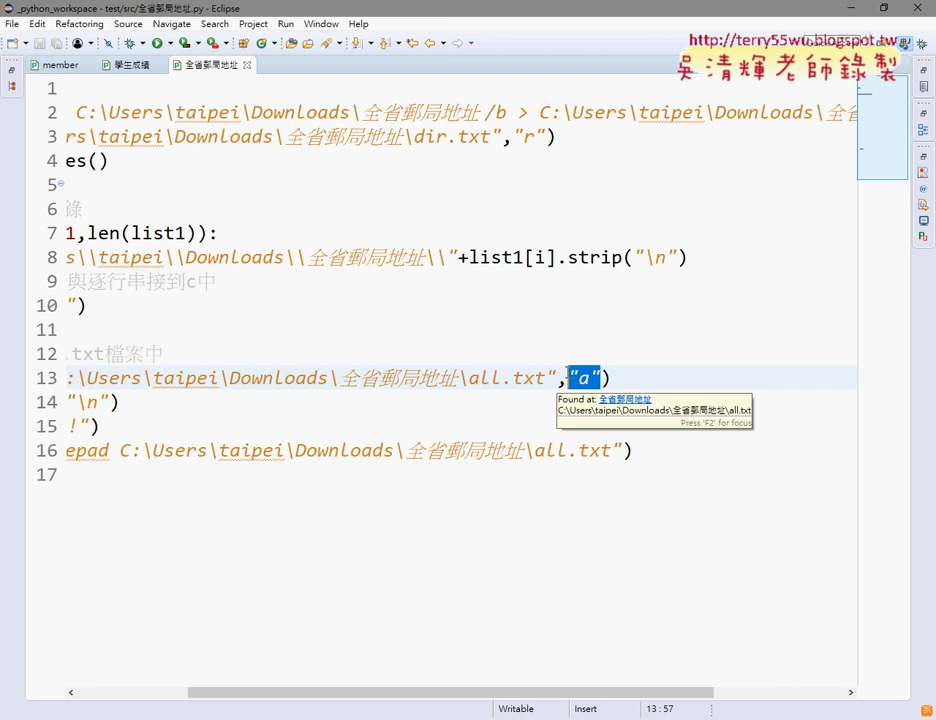 _python_workspace - test/src/全省郵局地址.py - Eclipse
File Edit Refactoring Source Navigate Search Project Run Window Help
http://terry55wu.blogspot.tw
吳清輝老師錄製
member 學生成績 全省郵局地址
1
2 C:\Users\taipei\Downloads\全省郵局地址 /b > C:\Users\taipei\Downloads\全省
3 rs\taipei\Downloads\全省郵局地址\dir.txt","r")
4 es()
5
6 錄
7 1,len(list1)):
8 s\\taipei\\Downloads\\全省郵局地址\\"+list1[i].strip("\n")
9 與逐行串接到c中
10 ")
11
12 .txt檔案中
13 :\Users\taipei\Downloads\全省郵局地址\all.txt","a")
14 "\n")
15 !")
16 epad C:\Users\taipei\Downloads\全省郵局地址\all.txt")
17
Found at: 全省郵局地址
C:\Users\taipei\Downloads\全省郵局地址\all.txt
Press 'F2' for focus
Writable Insert 13 : 57